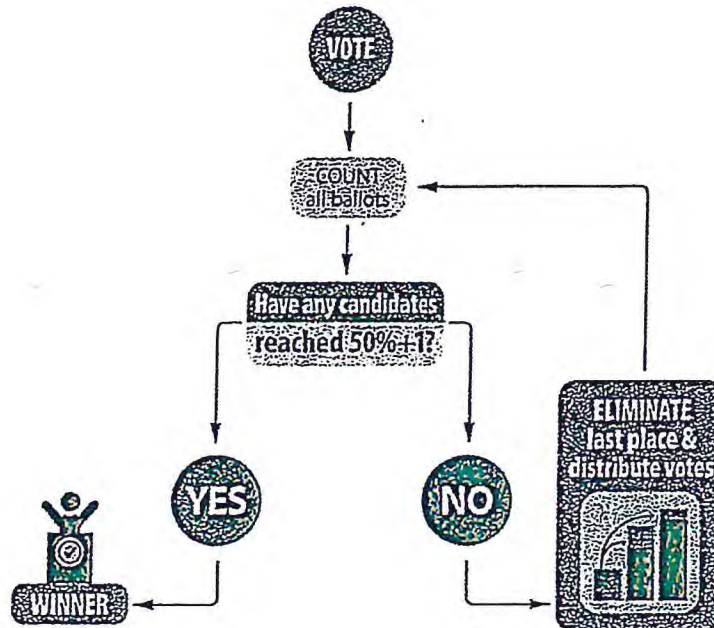 VOTE
COUNT
all ballots
Have any candidates
reached 50%+1?
YES
NO
ELIMINATE
last place &
distribute votes
WINNER